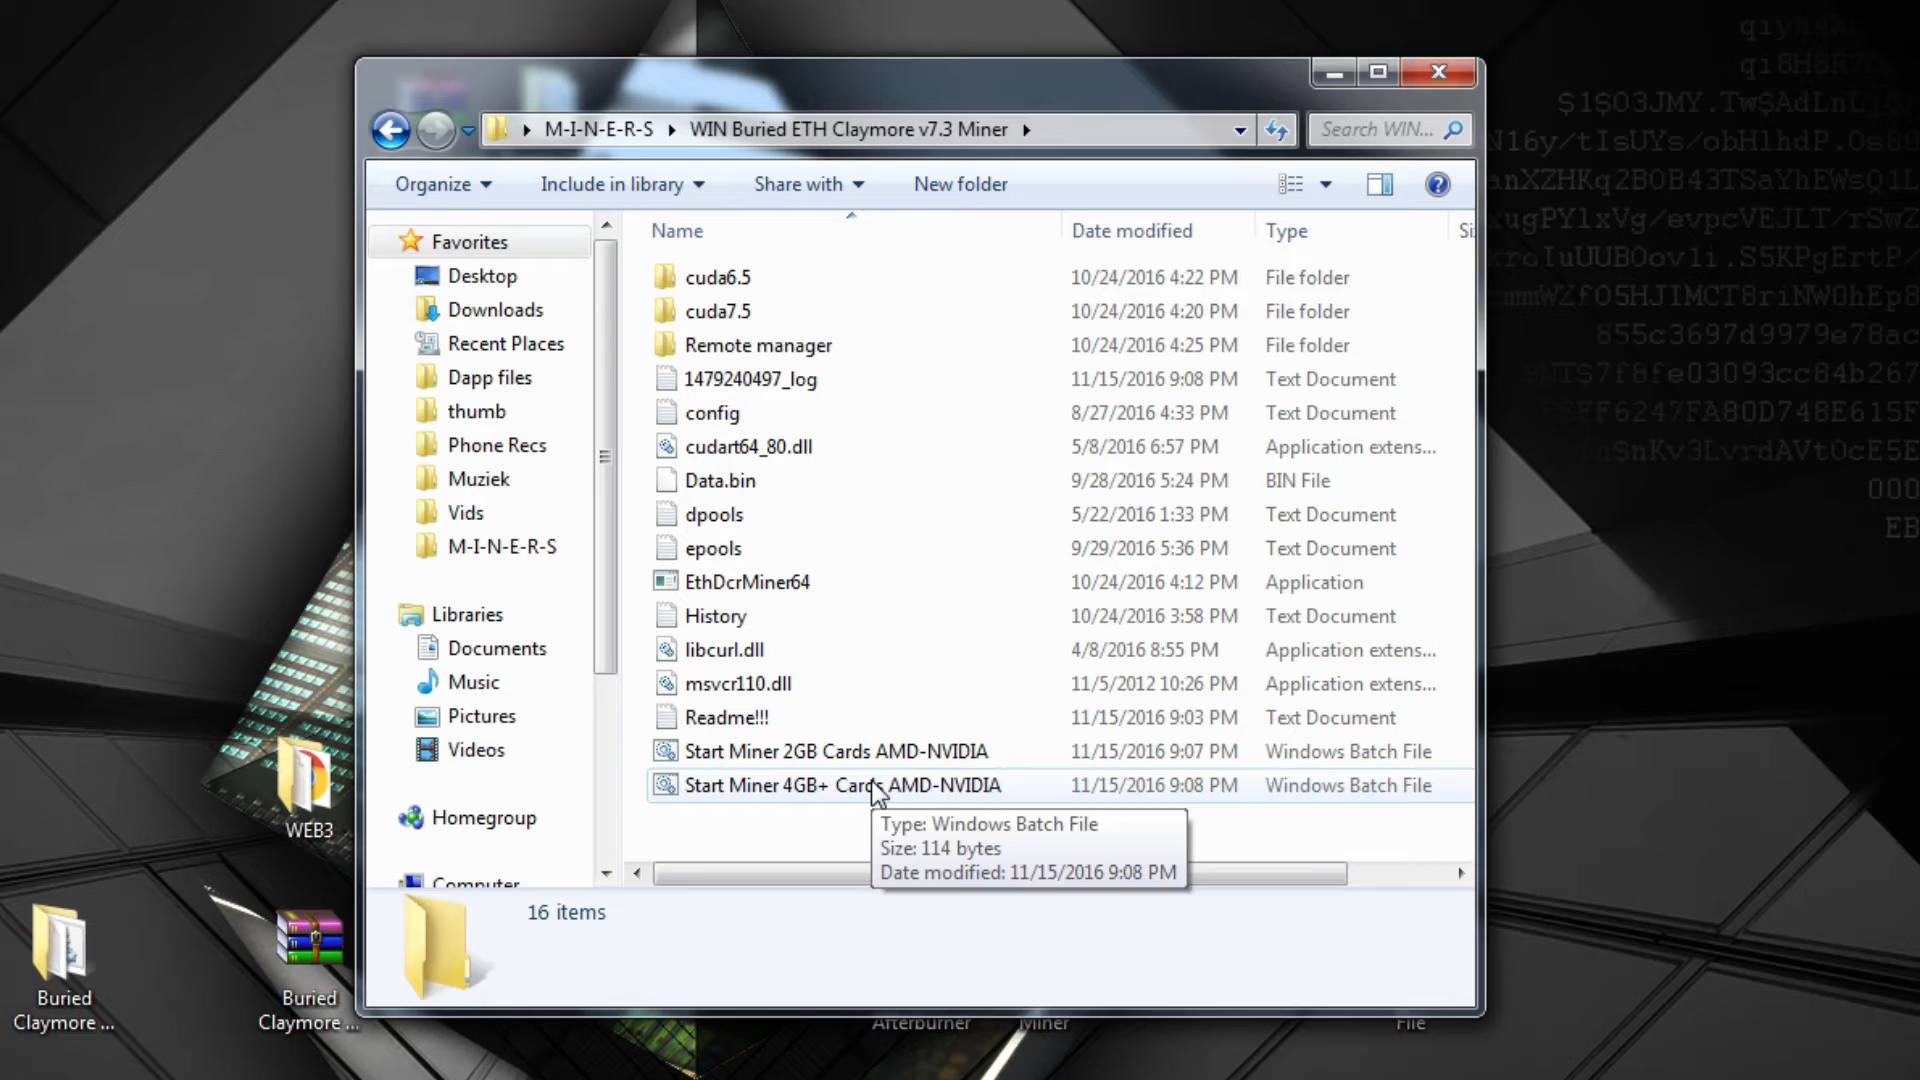 M-I-N-E-R-S WIN Buried ETH Claymore v7.3 Miner
Search WIN...
Organize Include in library Share with New folder
Favorites
Desktop
Downloads
Recent Places
Dapp files
thumb
Phone Recs
Muziek
Vids
M-I-N-E-R-S
Libraries
Documents
Music
Pictures
Videos
Homegroup
Computer
Name Date modified Type
cuda6.5 10/24/2016 4:22 PM File folder
cuda7.5 10/24/2016 4:20 PM File folder
Remote manager 10/24/2016 4:25 PM File folder
1479240497_log 11/15/2016 9:08 PM Text Document
config 8/27/2016 4:33 PM Text Document
cudart64_80.dll 5/8/2016 6:57 PM Application extens...
Data.bin 9/28/2016 5:24 PM BIN File
dpools 5/22/2016 1:33 PM Text Document
epools 9/29/2016 5:36 PM Text Document
EthDcrMiner64 10/24/2016 4:12 PM Application
History 10/24/2016 3:58 PM Text Document
libcurl.dll 4/8/2016 8:55 PM Application extens...
msvcr110.dll 11/5/2012 10:26 PM Application extens...
Readme!!! 11/15/2016 9:03 PM Text Document
Start Miner 2GB Cards AMD-NVIDIA 11/15/2016 9:07 PM Windows Batch File
Start Miner 4GB+ Cards AMD-NVIDIA 11/15/2016 9:08 PM Windows Batch File
Type: Windows Batch File
Size: 114 bytes
Date modified: 11/15/2016 9:08 PM
16 items
WEB3
Buried
Claymore ...
Buried
Claymore ...
Afterburner
Miner
File
855c3697d9979e78ac
000
EB